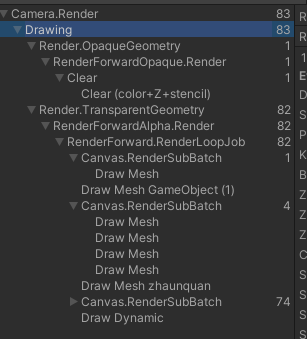 Camera.Render 83
Drawing 83
Render.OpaqueGeometry 1
RenderForwardOpaque.Render 1
Clear 1
Clear (color+Z+stencil)
Render.TransparentGeometry 82
RenderForwardAlpha.Render 82
RenderForward.RenderLoopJob 82
Canvas.RenderSubBatch 1
Draw Mesh
Draw Mesh GameObject (1)
Canvas.RenderSubBatch 4
Draw Mesh
Draw Mesh
Draw Mesh
Draw Mesh
Draw Mesh zhaunquan
Canvas.RenderSubBatch 74
Draw Dynamic